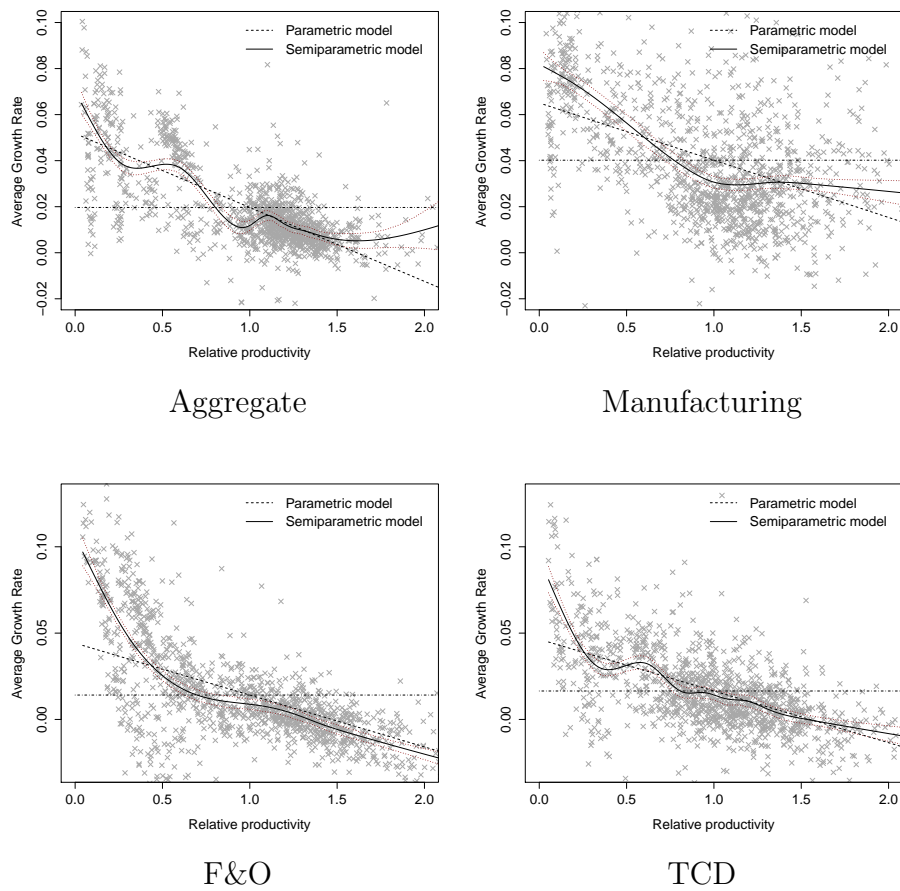 Parametric model
Semiparametric model
Average Growth Rate
0.10
0.08
0.06
0.04
0.02
0.00
−0.02
0.0 0.5 1.0 1.5 2.0
Relative productivity
Aggregate
Parametric model
Semiparametric model
Average Growth Rate
0.10
0.08
0.06
0.04
0.02
0.00
−0.02
0.0 0.5 1.0 1.5 2.0
Relative productivity
Manufacturing
Parametric model
Semiparametric model
Average Growth Rate
0.10
0.05
0.00
0.0 0.5 1.0 1.5 2.0
Relative productivity
F&O
Parametric model
Semiparametric model
Average Growth Rate
0.10
0.05
0.00
0.0 0.5 1.0 1.5 2.0
Relative productivity
TCD